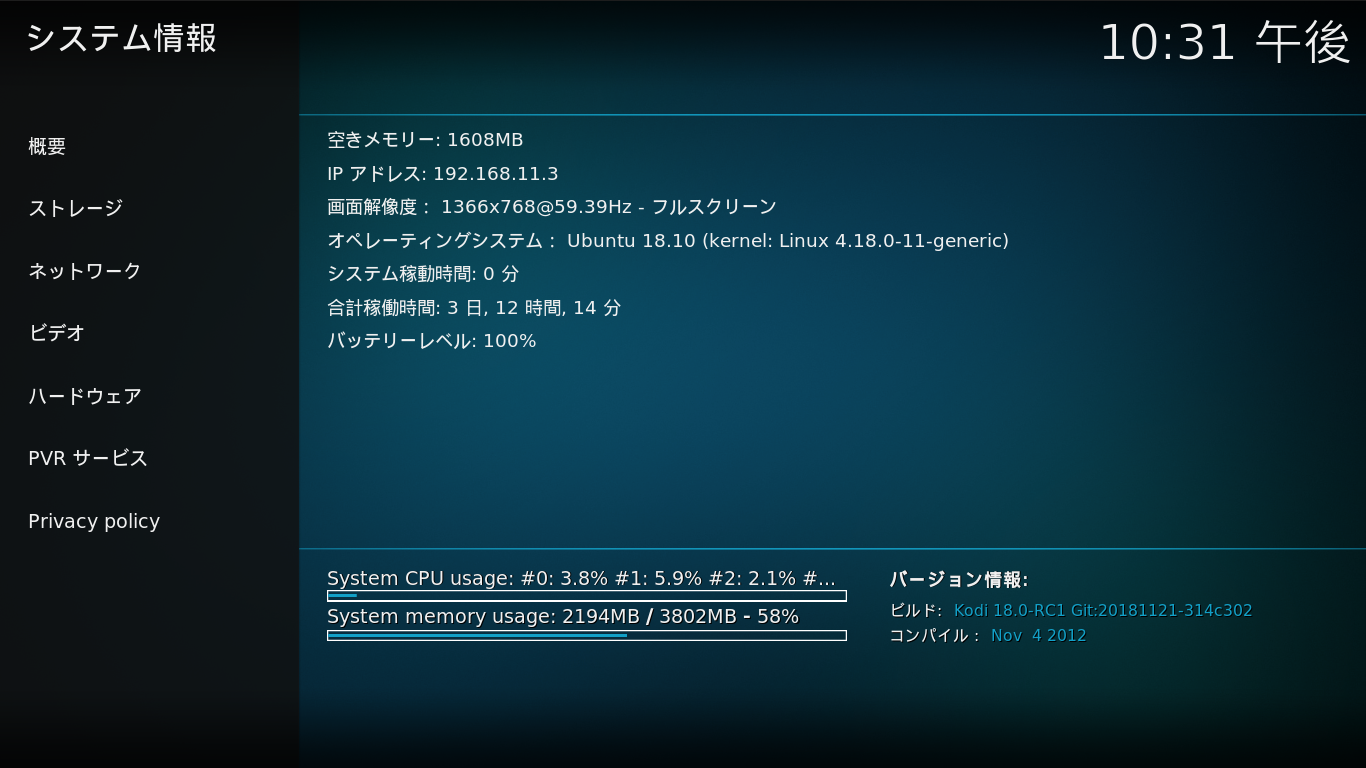 システム情報
10:31 午後
概要
ストレージ
ネットワーク
ビデオ
ハードウェア
PVR サービス
Privacy policy
空きメモリー: 1608MB
IP アドレス: 192.168.11.3
画面解像度： 1366x768@59.39Hz - フルスクリーン
オペレーティングシステム： Ubuntu 18.10 (kernel: Linux 4.18.0-11-generic)
システム稼動時間: 0 分
合計稼働時間: 3 日, 12 時間, 14 分
バッテリーレベル: 100%
System CPU usage: #0: 3.8% #1: 5.9% #2: 2.1% #...
System memory usage: 2194MB / 3802MB - 58%
バージョン情報:
ビルド: Kodi 18.0-RC1 Git:20181121-314c302
コンパイル： Nov  4 2012